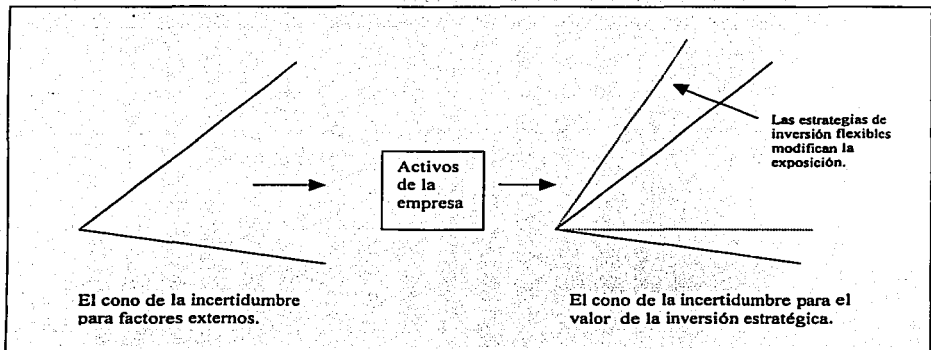 Activos
de la
empresa
Las estrategias de
inversión flexibles
modifican la
exposición.
El cono de la incertidumbre
para factores externos.
El cono de la incertidumbre para el
valor de la inversión estratégica.